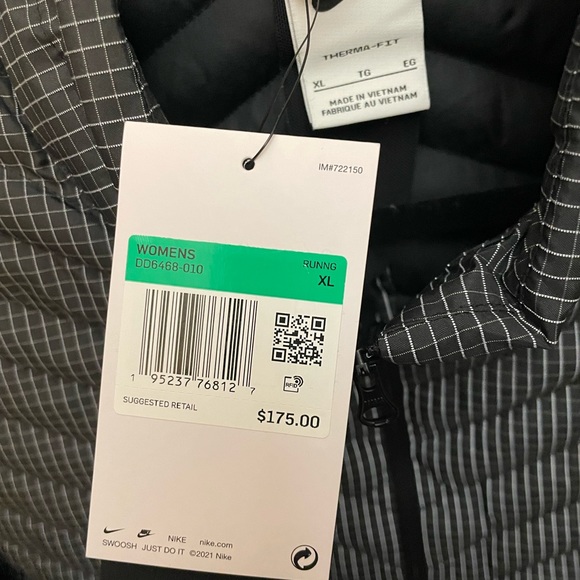 THERMA-FIT
XL TG EG
MADE IN VIETNAM
FABRIQUE AU VIETNAM
IM#722150
WOMENS
DD6468-010
RUNNG
XL
1 95237 76812 7
RFID
SUGGESTED RETAIL
$175.00
NIKE nike.com
SWOOSH JUST DO IT ©2021 Nike